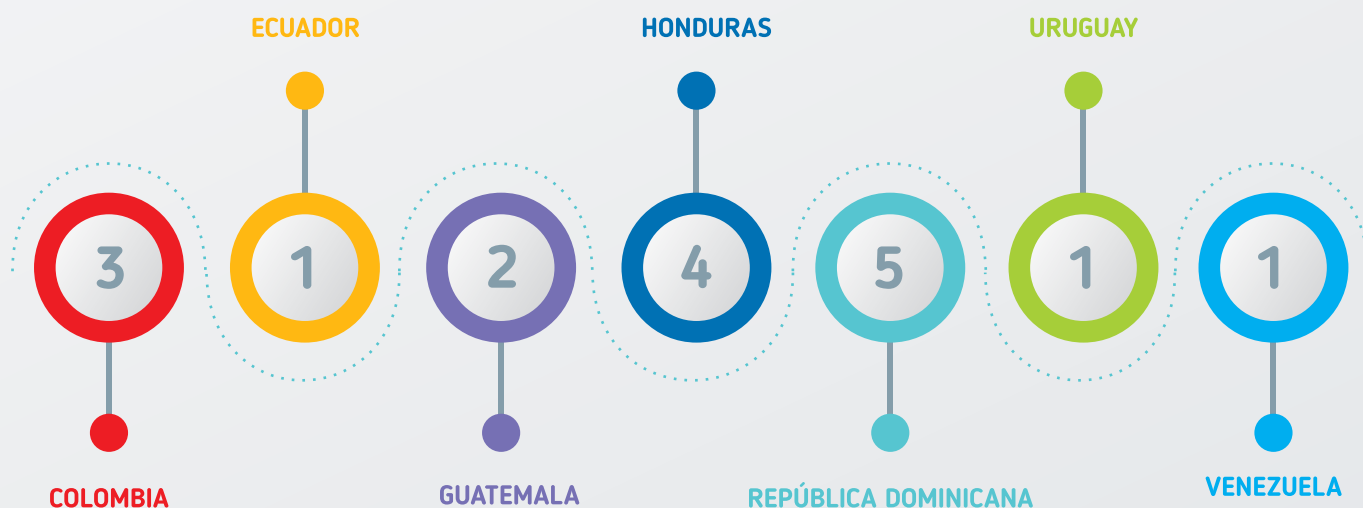 ECUADOR
HONDURAS
URUGUAY
3
1
2
4
5
1
1
COLOMBIA
GUATEMALA
REPÚBLICA DOMINICANA
VENEZUELA